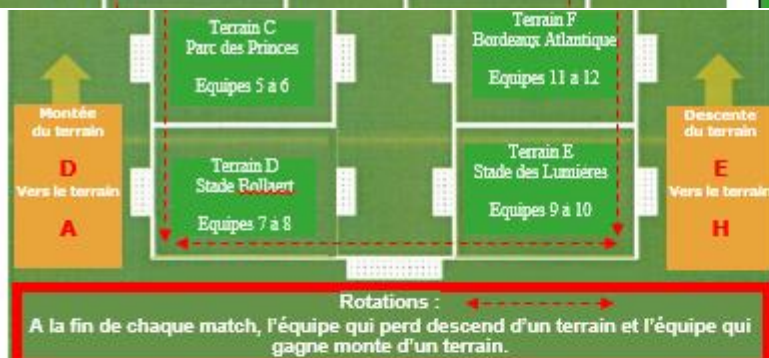 Terrain C
Parc des Princes
Equipes 5 à 6
Terrain F
Bordeaux Atlantique
Equipes 11 à 12
Montée
du terrain
D
Vers le terrain
A
Terrain D
Stade Bollaert
Equipes 7 à 8
Terrain E
Stade des Lumières
Equipes 9 à 10
Descente
du terrain
E
Vers le terrain
H
Rotations :
A la fin de chaque match, l'équipe qui perd descend d'un terrain et l'équipe qui
gagne monte d'un terrain.